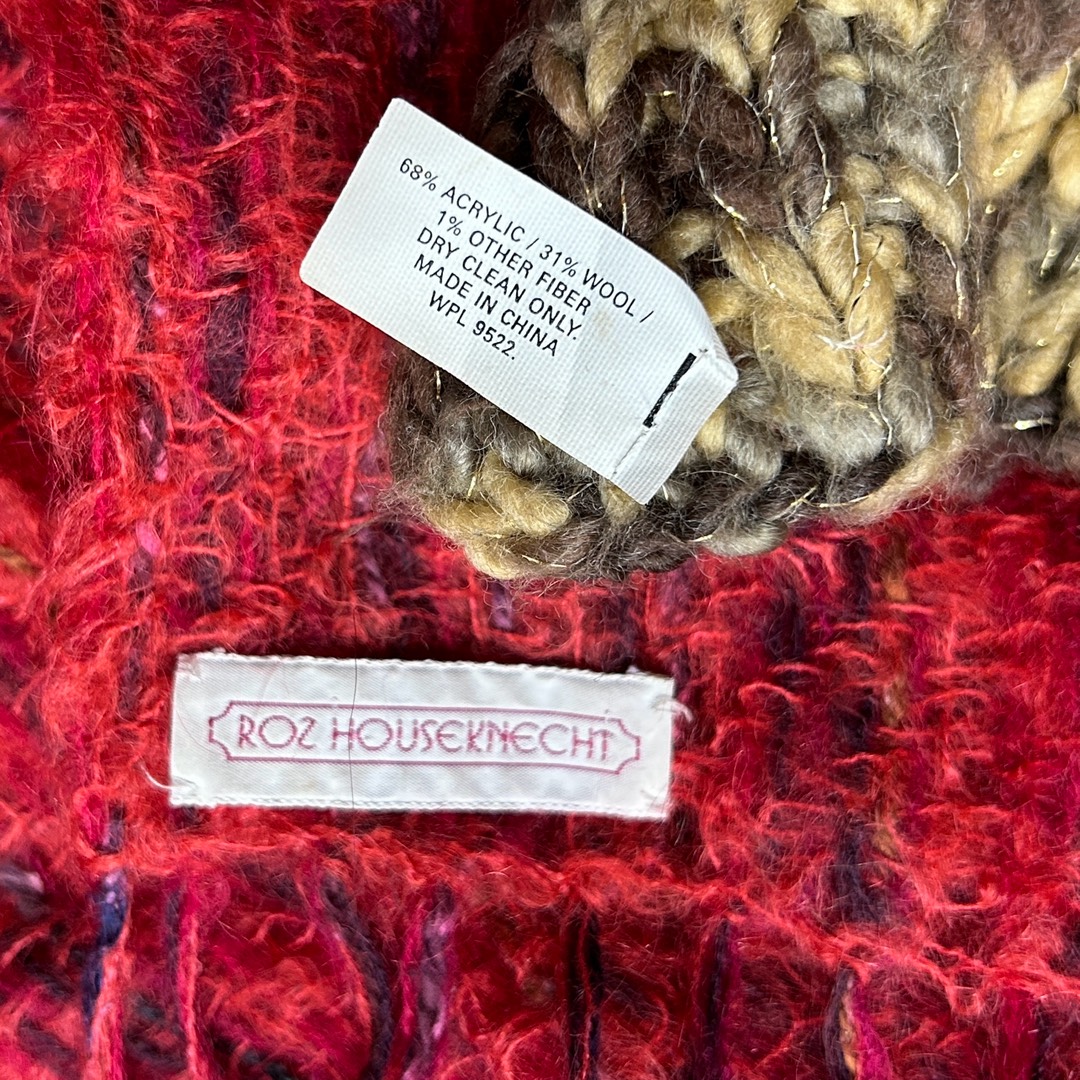 68% ACRYLIC / 31% WOOL /
1% OTHER FIBER
DRY CLEAN ONLY.
MADE IN CHINA
WPL 9522.
ROZ HOUSEKNECHT